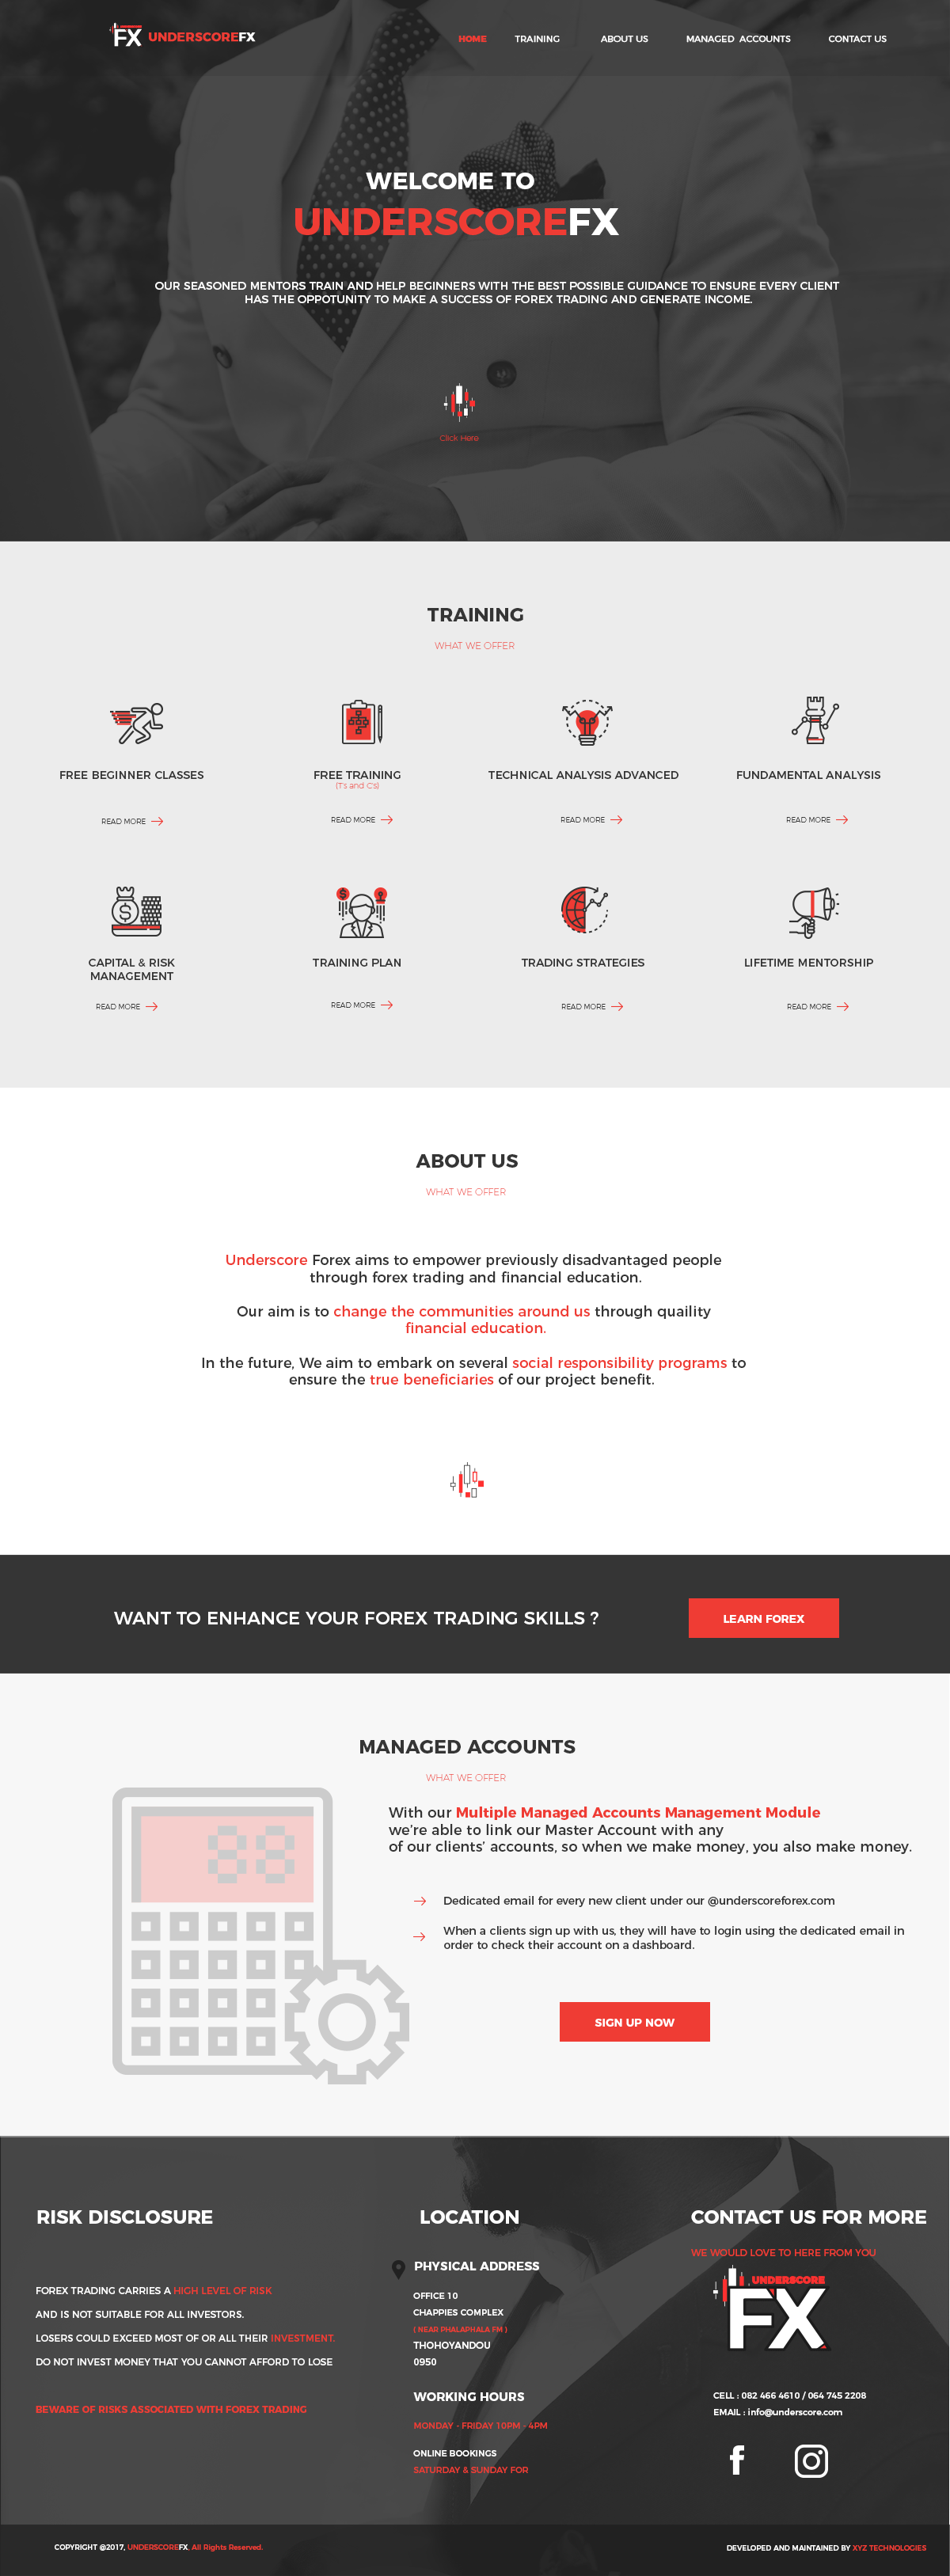 FX UNDERSCOREFX
HOME TRAINING ABOUT US MANAGED ACCOUNTS CONTACT US
WELCOME TO
UNDERSCOREFX
OUR SEASONED MENTORS TRAIN AND HELP BEGINNERS WITH THE BEST POSSIBLE GUIDANCE TO ENSURE EVERY CLIENT
HAS THE OPPOTUNITY TO MAKE A SUCCESS OF FOREX TRADING AND GENERATE INCOME.
Click Here
TRAINING
WHAT WE OFFER
FREE BEGINNER CLASSES
READ MORE
FREE TRAINING
(T's and C's)
READ MORE
TECHNICAL ANALYSIS ADVANCED
READ MORE
FUNDAMENTAL ANALYSIS
READ MORE
CAPITAL & RISK
MANAGEMENT
READ MORE
TRAINING PLAN
READ MORE
TRADING STRATEGIES
READ MORE
LIFETIME MENTORSHIP
READ MORE
ABOUT US
WHAT WE OFFER
Underscore Forex aims to empower previously disadvantaged people
through forex trading and financial education.
Our aim is to change the communities around us through quaility
financial education.
In the future, We aim to embark on several social responsibility programs to
ensure the true beneficiaries of our project benefit.
WANT TO ENHANCE YOUR FOREX TRADING SKILLS ?
LEARN FOREX
MANAGED ACCOUNTS
WHAT WE OFFER
With our Multiple Managed Accounts Management Module
we're able to link our Master Account with any
of our clients' accounts, so when we make money, you also make money.
Dedicated email for every new client under our @underscoreforex.com
When a clients sign up with us, they will have to login using the dedicated email in
order to check their account on a dashboard.
SIGN UP NOW
RISK DISCLOSURE
FOREX TRADING CARRIES A HIGH LEVEL OF RISK
AND IS NOT SUITABLE FOR ALL INVESTORS.
LOSERS COULD EXCEED MOST OF OR ALL THEIR INVESTMENT.
DO NOT INVEST MONEY THAT YOU CANNOT AFFORD TO LOSE
BEWARE OF RISKS ASSOCIATED WITH FOREX TRADING
LOCATION
PHYSICAL ADDRESS
OFFICE 10
CHAPPIES COMPLEX
( NEAR PHALAPHALA FM )
THOHOYANDOU
0950
WORKING HOURS
MONDAY - FRIDAY 10PM - 4PM
ONLINE BOOKINGS
SATURDAY & SUNDAY FOR
CONTACT US FOR MORE
WE WOULD LOVE TO HERE FROM YOU
UNDERSCORE
FX
CELL : 082 466 4610 / 064 745 2208
EMAIL : info@underscore.com
COPYRIGHT @2017, UNDERSCOREFX. All Rights Reserved.
DEVELOPED AND MAINTAINED BY XYZ TECHNOLOGIES